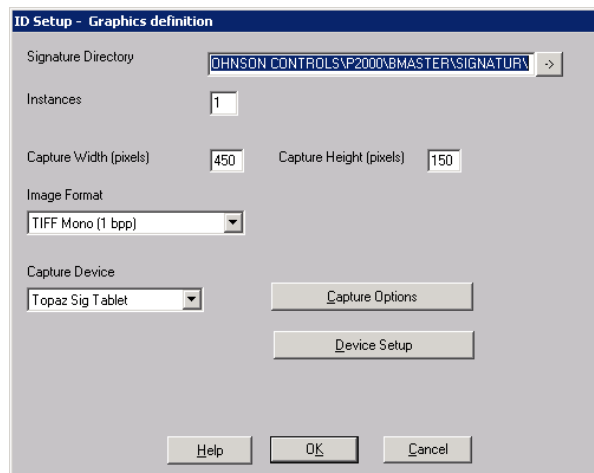 ID Setup - Graphics definition
Signature Directory
OHNSON CONTROLS\P2000\BMASTER\SIGNATUR\ ->
Instances 1
Capture Width (pixels) 450 Capture Height (pixels) 150
Image Format
TIFF Mono (1 bpp)
Capture Device
Topaz Sig Tablet Capture Options
Device Setup
Help OK Cancel